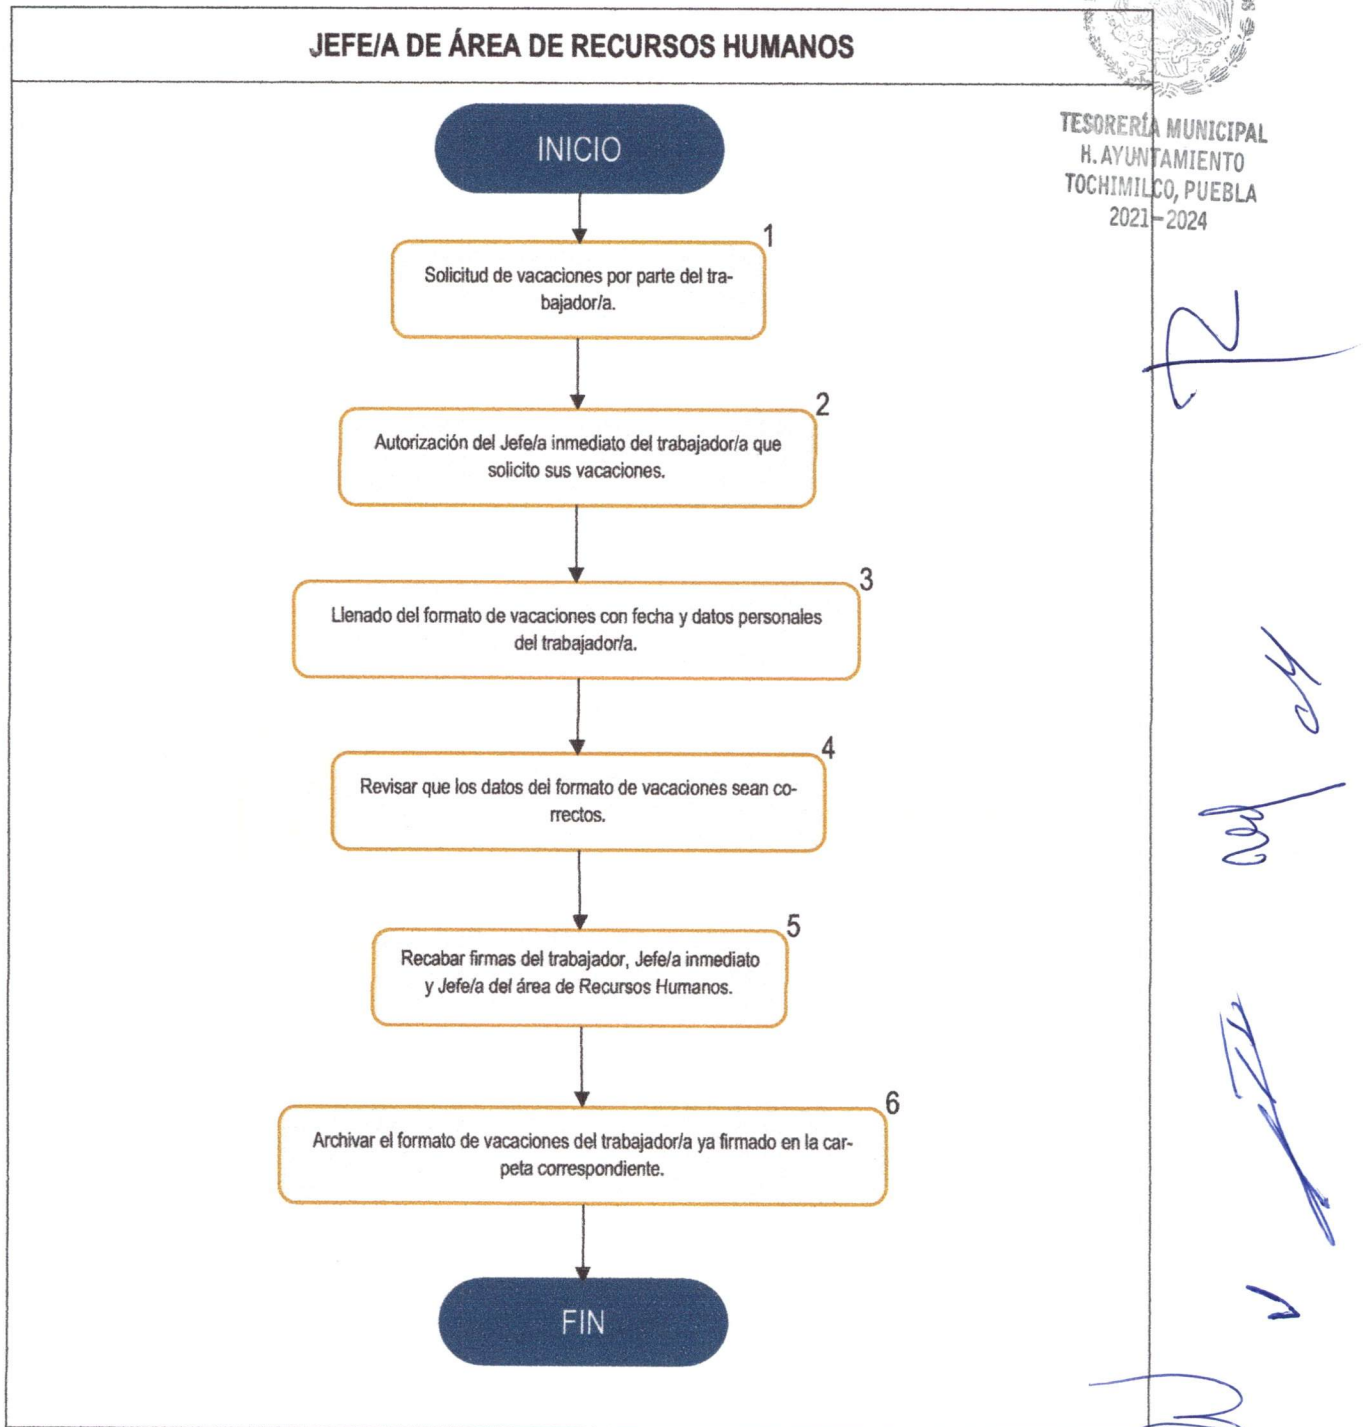 JEFE/A DE ÁREA DE RECURSOS HUMANOS
TESORERÍA MUNICIPAL
H. AYUNTAMIENTO
TOCHIMILCO, PUEBLA
2021-2024
INICIO
1
Solicitud de vacaciones por parte del tra-
bajador/a.
2
Autorización del Jefe/a inmediato del trabajador/a que
solicito sus vacaciones.
3
Llenado del formato de vacaciones con fecha y datos personales
del trabajador/a.
4
Revisar que los datos del formato de vacaciones sean co-
rrectos.
5
Recabar firmas del trabajador, Jefe/a inmediato
y Jefe/a del área de Recursos Humanos.
6
Archivar el formato de vacaciones del trabajador/a ya firmado en la car-
peta correspondiente.
FIN